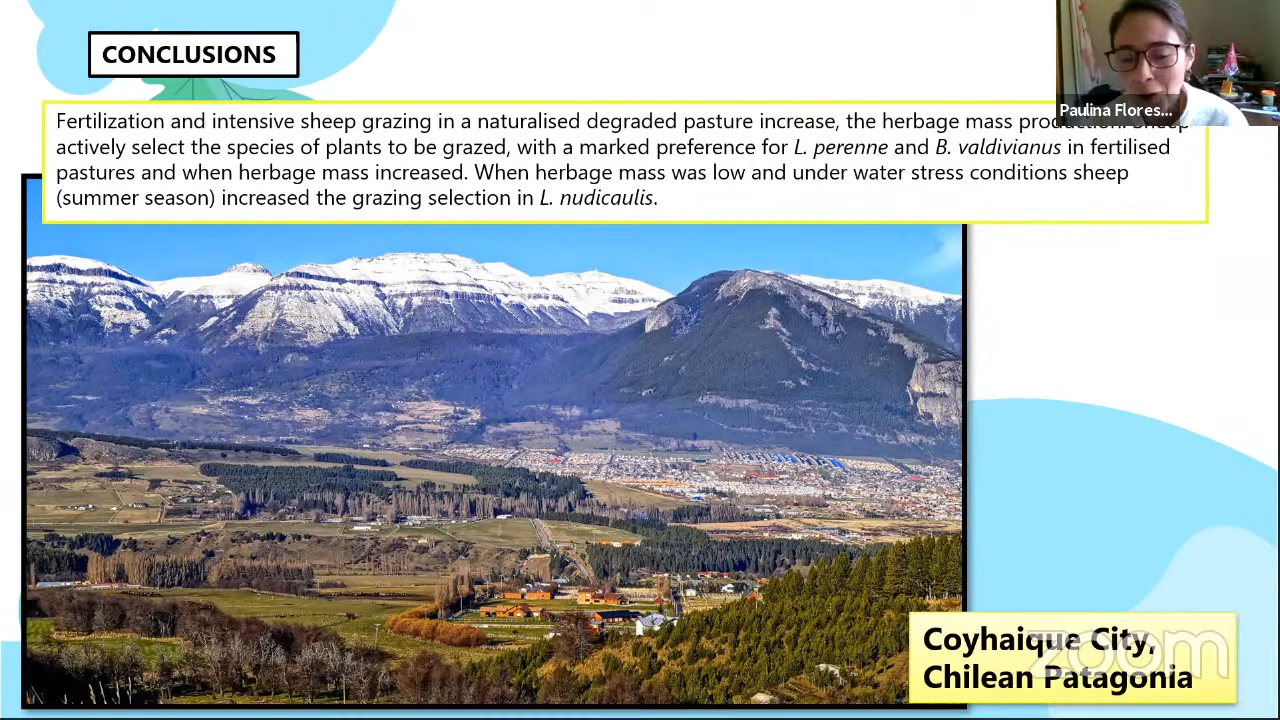 CONCLUSIONS
Paulina Flores...
Fertilization and intensive sheep grazing in a naturalised degraded pasture increase, the herbage mass production. Sheep
actively select the species of plants to be grazed, with a marked preference for L. perenne and B. valdivianus in fertilised
pastures and when herbage mass increased. When herbage mass was low and under water stress conditions sheep
(summer season) increased the grazing selection in L. nudicaulis.
Coyhaique City,
Chilean Patagonia
zoom